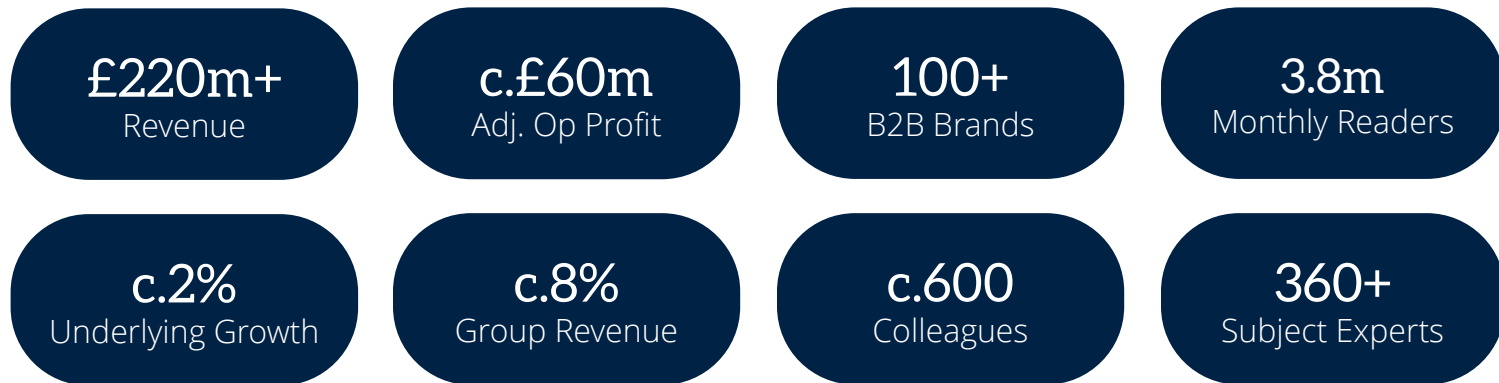 £220m+
Revenue
c.£60m
Adj. Op Profit
100+
B2B Brands
3.8m
Monthly Readers
c.2%
Underlying Growth
c.8%
Group Revenue
c.600
Colleagues
360+
Subject Experts